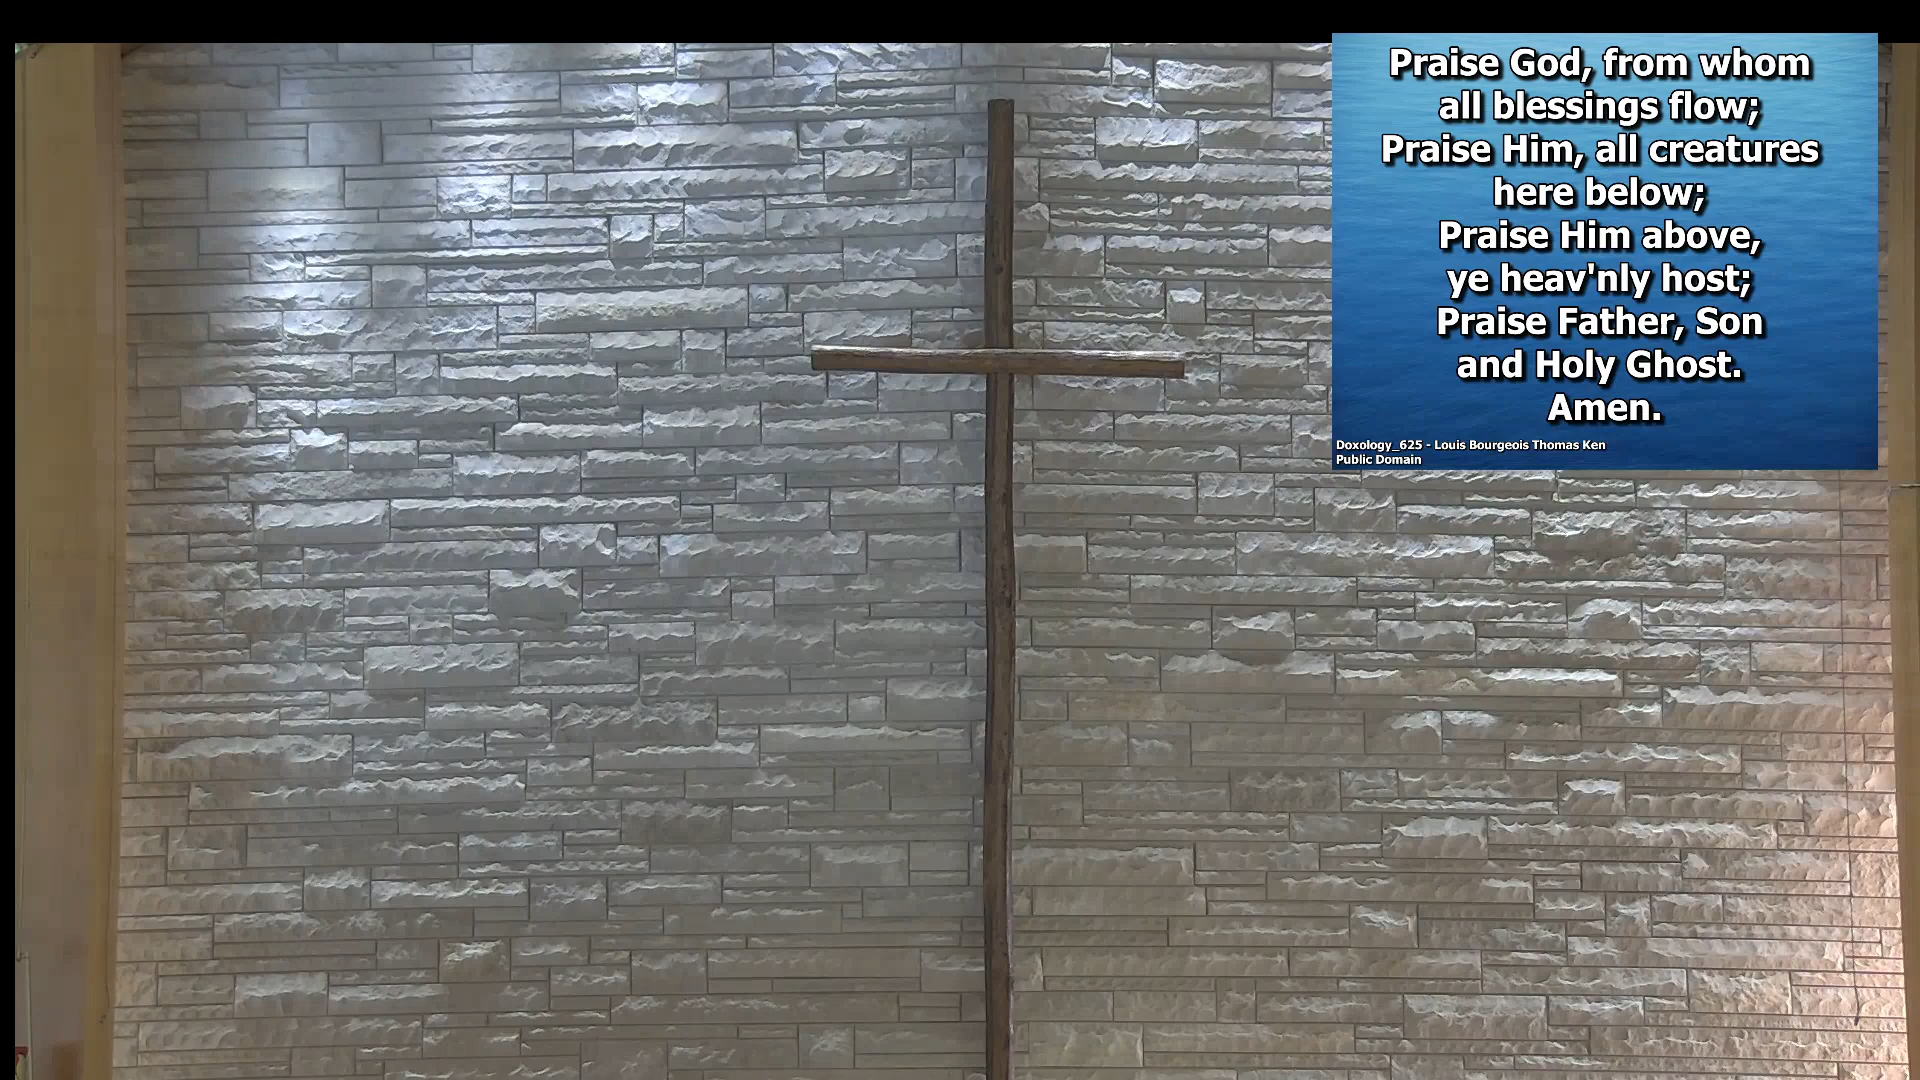 Praise God, from whom
all blessings flow;
Praise Him, all creatures
here below;
Praise Him above,
ye heav'nly host;
Praise Father, Son
and Holy Ghost.
Amen.
Doxology_625 - Louis Bourgeois Thomas Ken
Public Domain